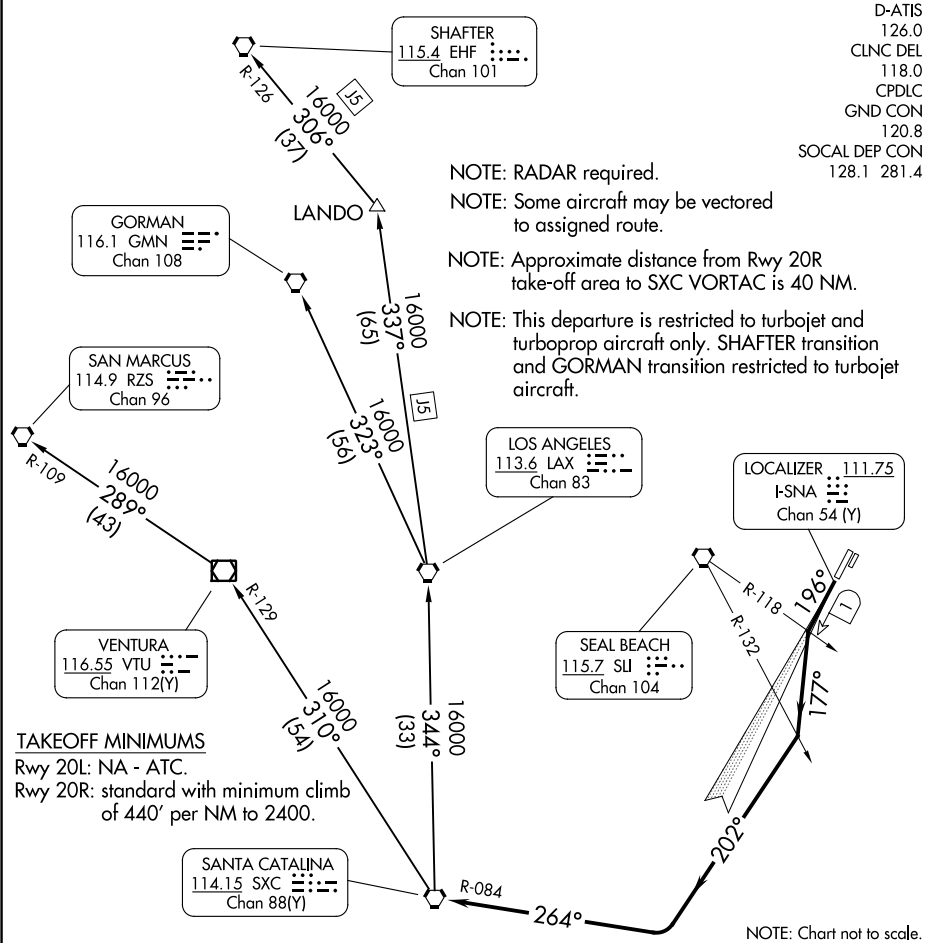 D-ATIS
126.0
CLNC DEL
118.0
CPDLC
GND CON
120.8
SOCAL DEP CON
128.1 281.4
SHAFTER
115.4 EHF
Chan 101
R-126
16000
J5
306°
(37)
NOTE: RADAR required.
NOTE: Some aircraft may be vectored
to assigned route.
NOTE: Approximate distance from Rwy 20R
take-off area to SXC VORTAC is 40 NM.
NOTE: This departure is restricted to turbojet and
turboprop aircraft only. SHAFTER transition
and GORMAN transition restricted to turbojet
aircraft.
LANDO
GORMAN
116.1 GMN
Chan 108
16000
337°
(65)
J5
SAN MARCUS
114.9 RZS
Chan 96
16000
323°
(56)
R-109
16000
289°
(43)
LOS ANGELES
113.6 LAX
Chan 83
LOCALIZER 111.75
I-SNA
Chan 54 (Y)
196°
1
R-118
R-132
177°
SEAL BEACH
115.7 SLI
Chan 104
R-129
VENTURA
116.55 VTU
Chan 112(Y)
16000
310°
(54)
16000
344°
(33)
TAKEOFF MINIMUMS
Rwy 20L: NA - ATC.
Rwy 20R: standard with minimum climb
of 440' per NM to 2400.
202°
SANTA CATALINA
114.15 SXC
Chan 88(Y)
R-084
264°
NOTE: Chart not to scale.